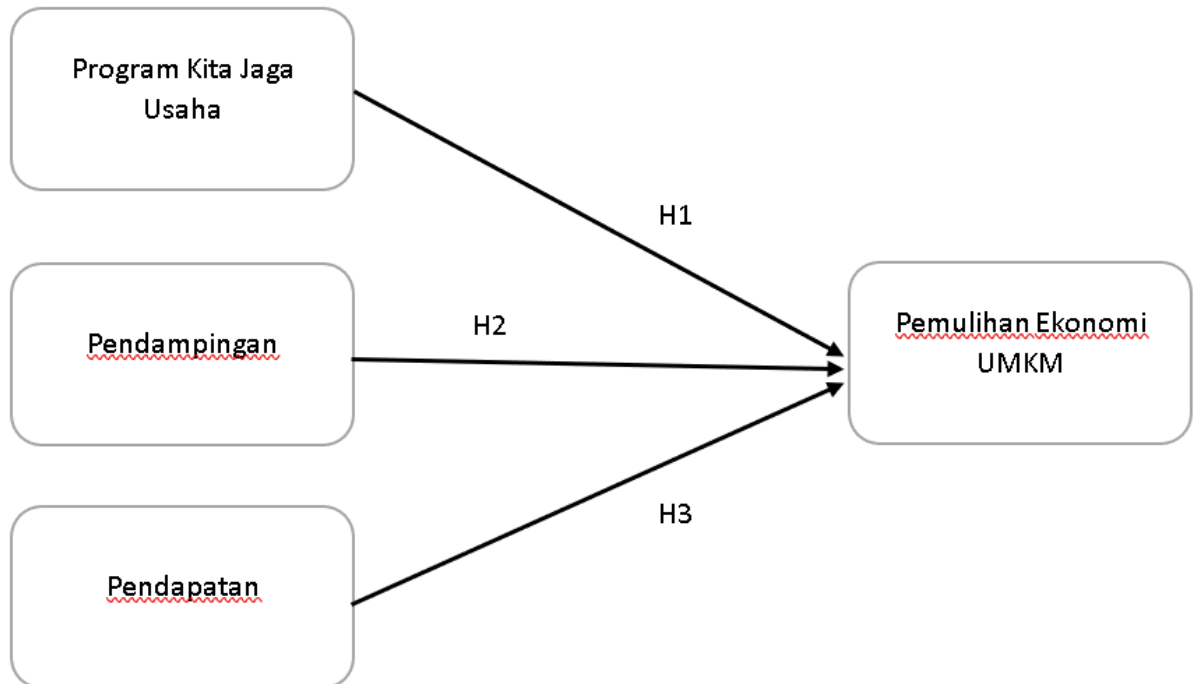 Program Kita Jaga
Usaha
H1
Pendampingan
H2
Pemulihan Ekonomi
UMKM
H3
Pendapatan